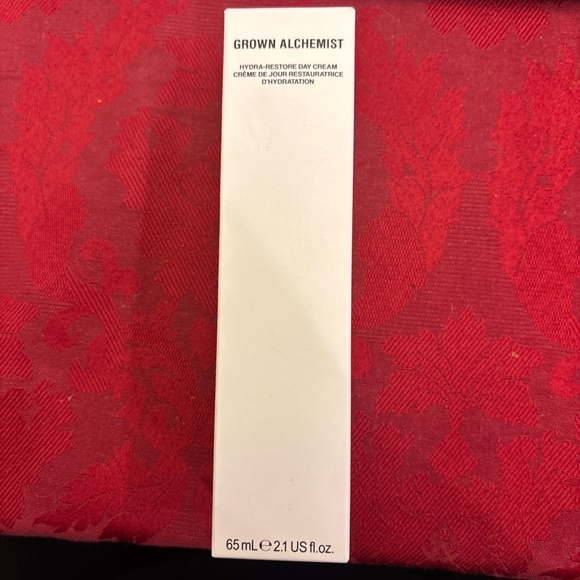 GROWN ALCHEMIST
HYDRA-RESTORE DAY CREAM
CRÈME DE JOUR RESTAURATRICE
D'HYDRATATION
65 mL ℮ 2.1 US fl.oz.